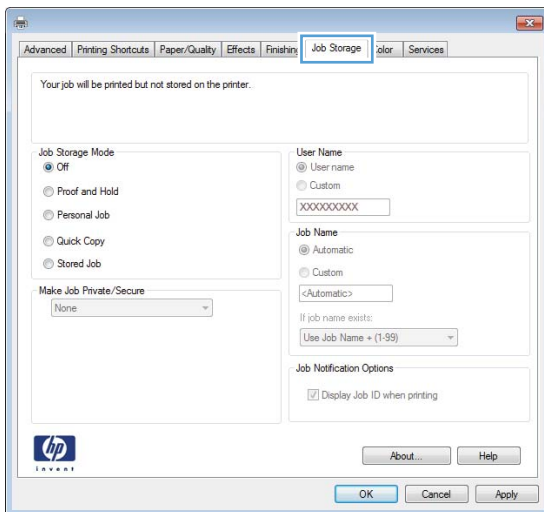 Advanced Printing Shortcuts Paper/Quality Effects Finishing Job Storage Color Services
Your job will be printed but not stored on the printer.
Job Storage Mode
Off
Proof and Hold
Personal Job
Quick Copy
Stored Job
Make Job Private/Secure
None
User Name
User name
Custom
XXXXXXXXX
Job Name
Automatic
Custom
<Automatic>
If job name exists:
Use Job Name + (1-99)
Job Notification Options
Display Job ID when printing
hp
invent
About... Help
OK Cancel Apply